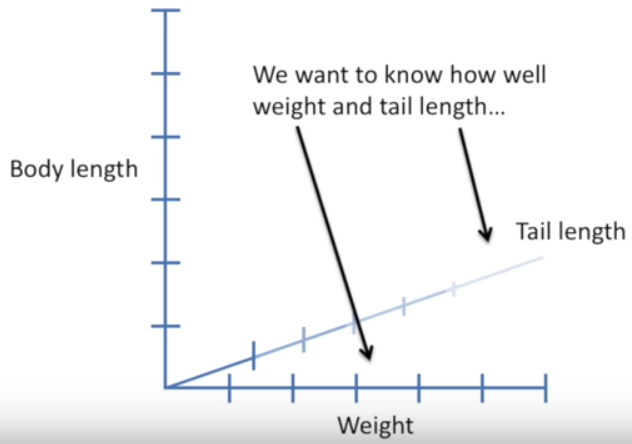 We want to know how well
weight and tail length...
Body length
Tail length
Weight